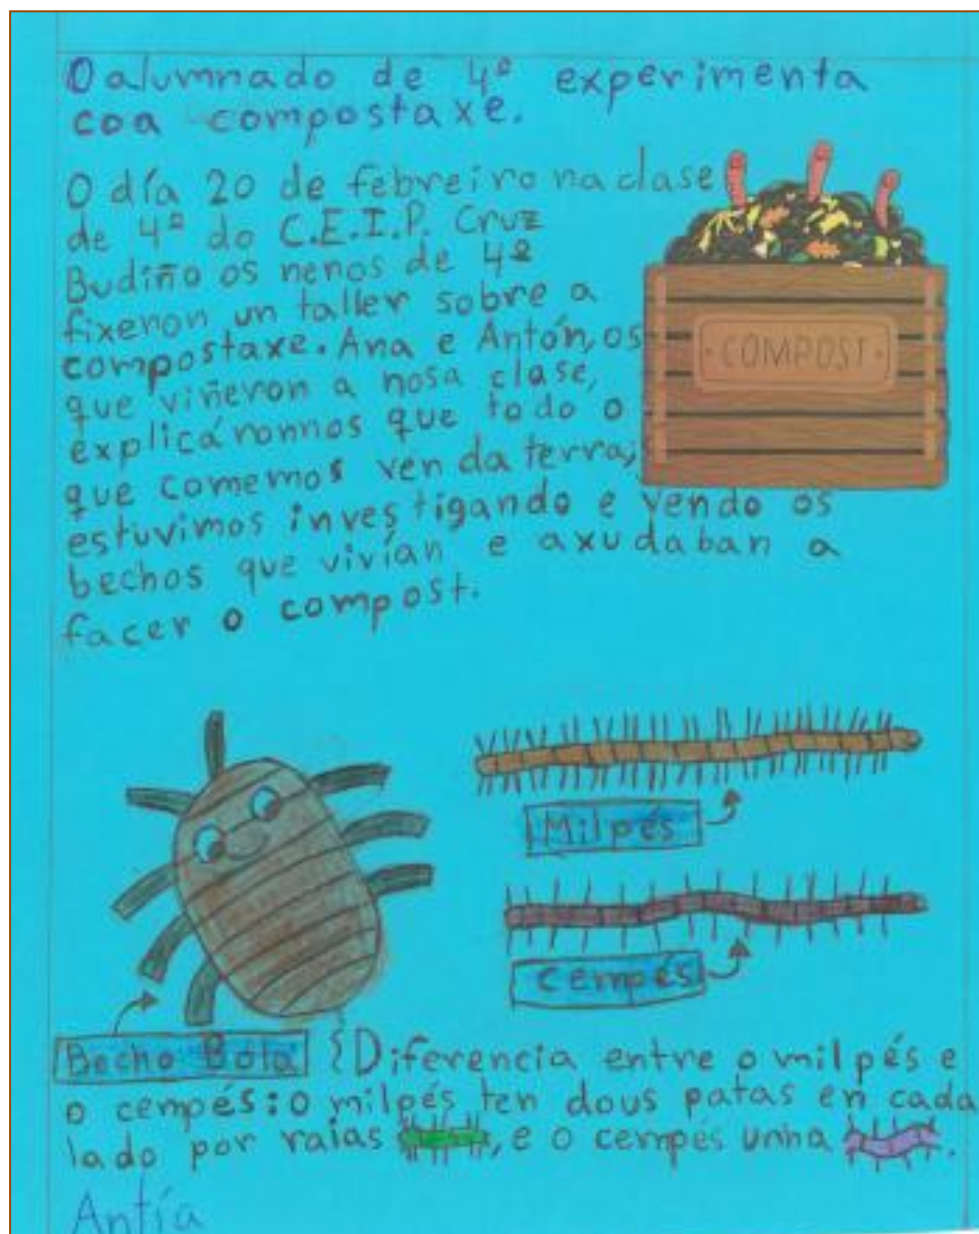 O alumnado de 4º experimenta
coa compostaxe.
O día 20 de febreiro na clase
de 4º do C.E.I.P. Cruz
Budiño os nenos de 4º
fixeron un taller sobre a
compostaxe. Ana e Antón, os
que viñeron a nosa clase,
explicáronnos que todo o
que comemos ven da terra;
estuvimos investigando e vendo os
bechos que vivían e axudaban a
facer o compost.
·COMPOST·
Milpés
cempés
Becho Bola
Diferencia entre o milpés e
o cempés: o milpés ten dous patas en cada
lado por raias, e o cempés unha.
Antía